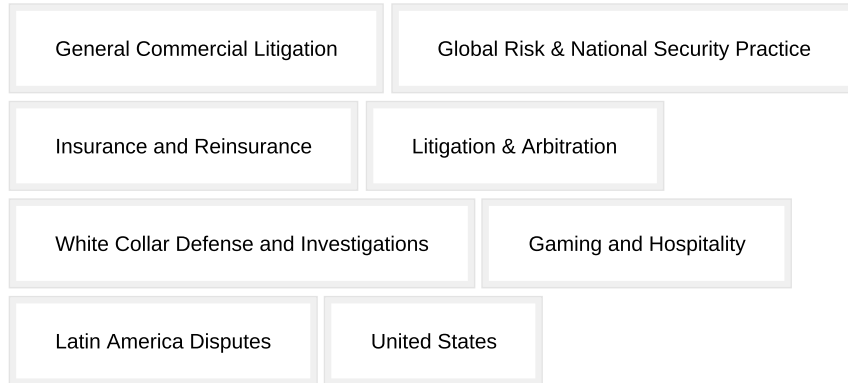 General Commercial Litigation
Global Risk & National Security Practice
Insurance and Reinsurance
Litigation & Arbitration
White Collar Defense and Investigations
Gaming and Hospitality
Latin America Disputes
United States